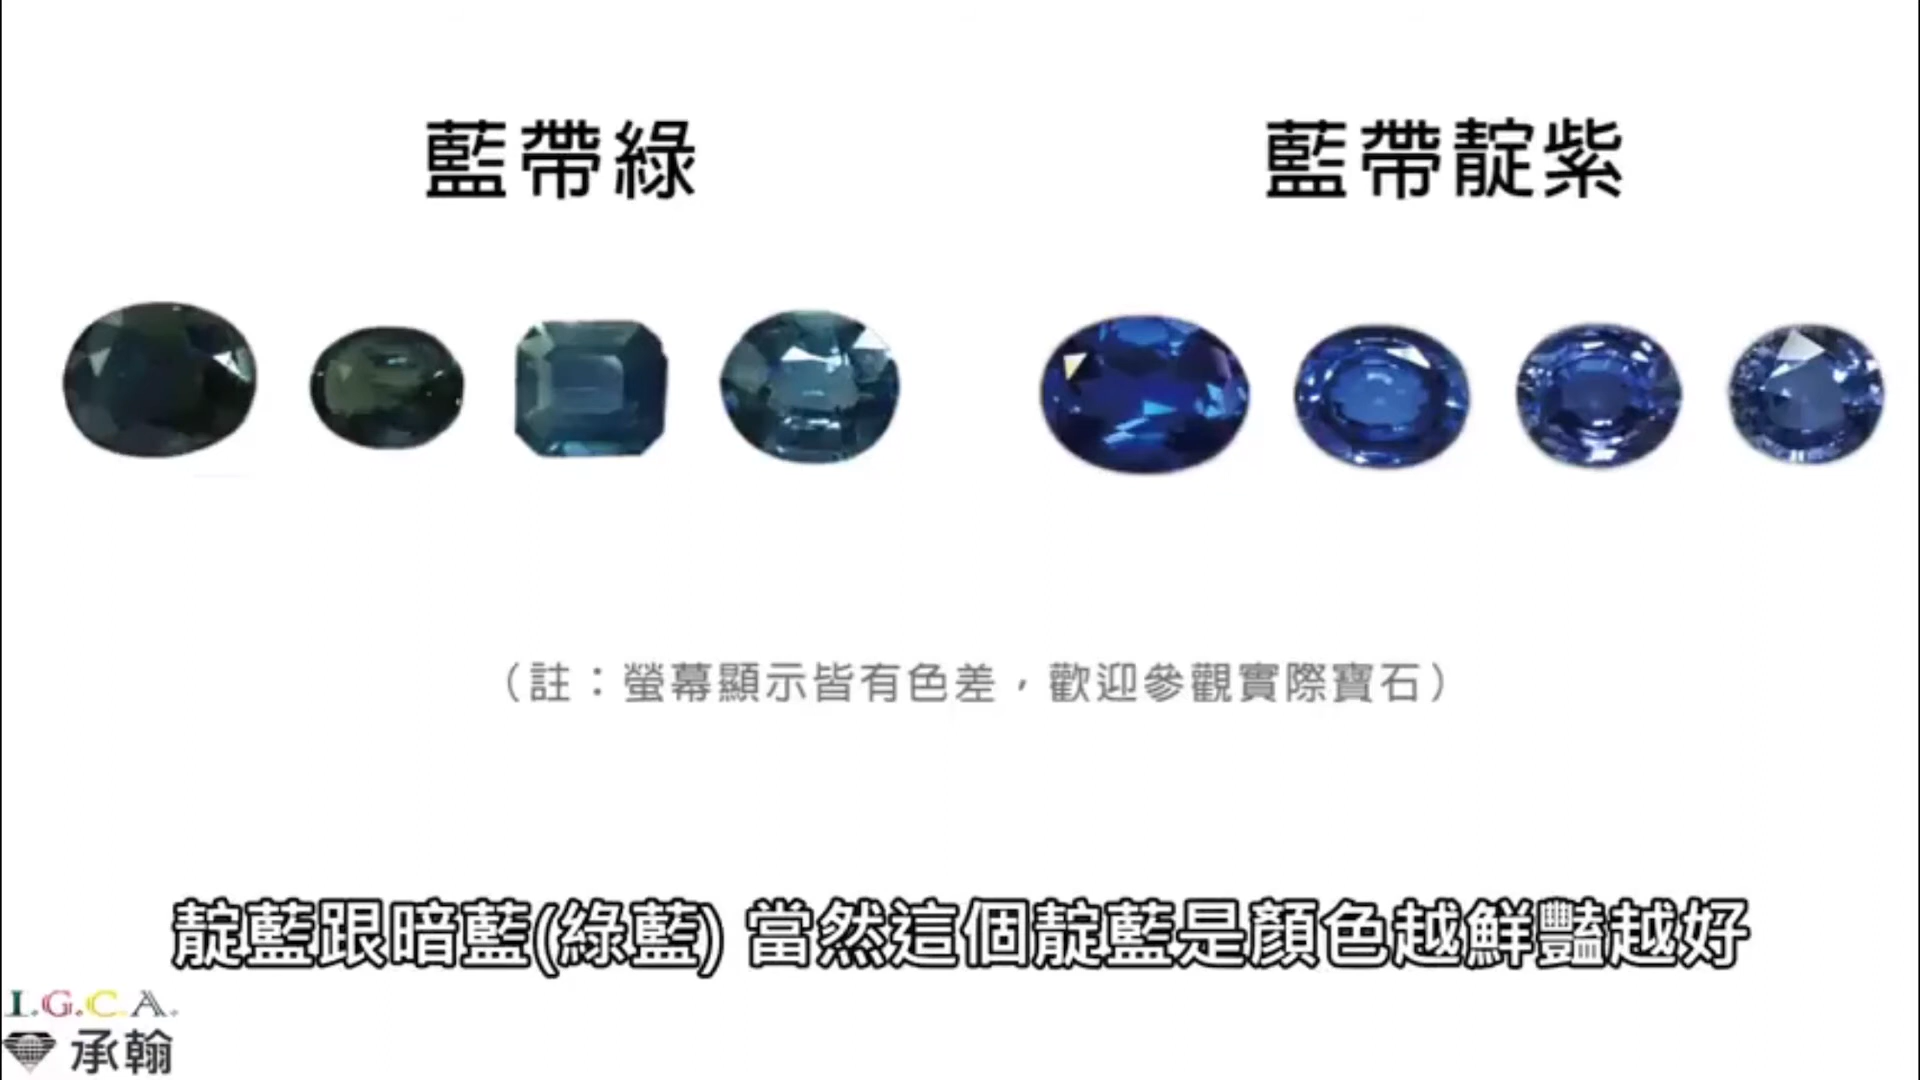 藍帶綠
藍帶靛紫
（註：螢幕顯示皆有色差，歡迎參觀實際寶石）
靛藍跟暗藍(綠藍) 當然這個靛藍是顏色越鮮豔越好
I.G.C.A.
承翰